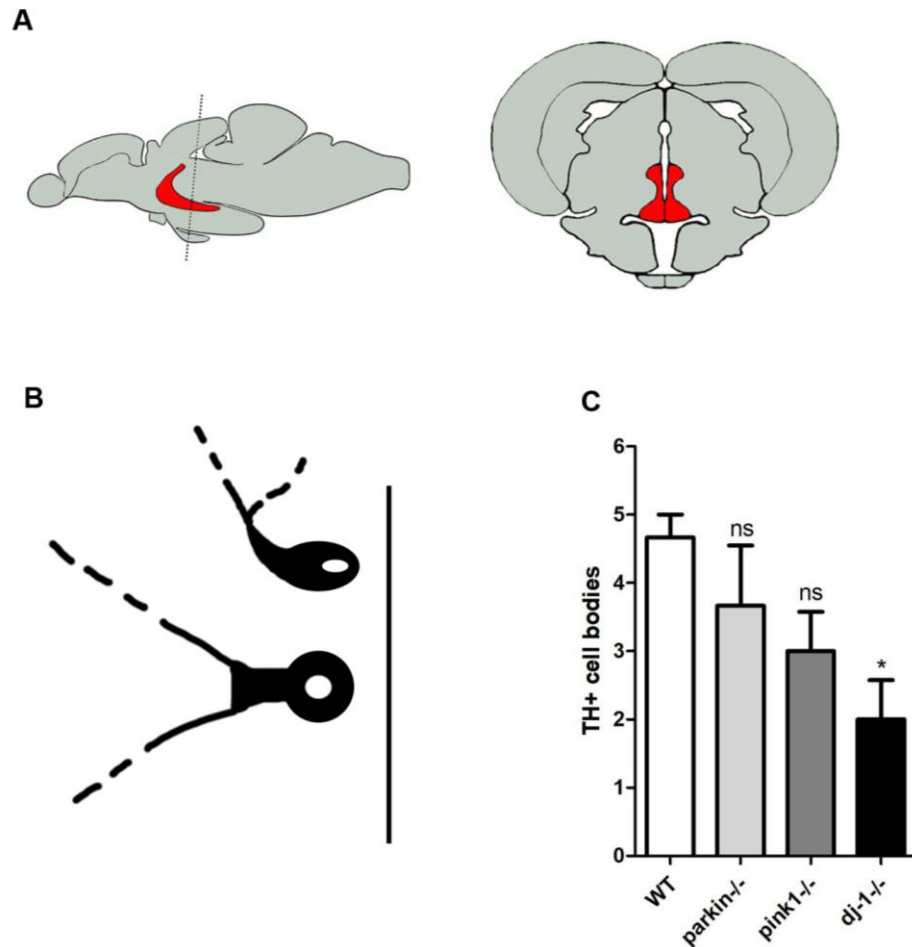 A
B
C
TH+ cell bodies
6
5
4
3
2
1
0
ns
ns
*
WT
parkin-/-
pink1-/-
dj-1-/-